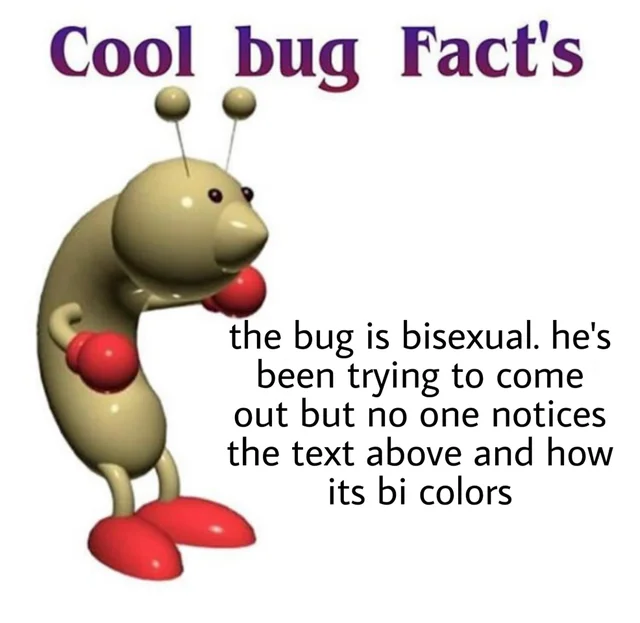 Cool bug Fact's
the bug is bisexual. he's
been trying to come
out but no one notices
the text above and how
its bi colors